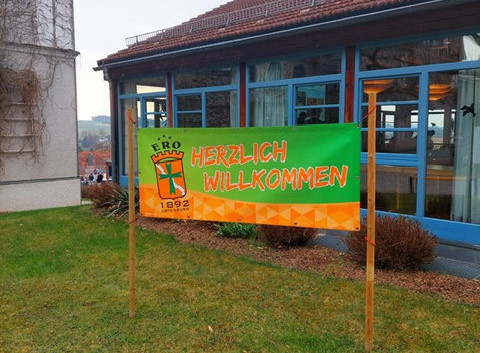 ERO
1892
HERZLICH
WILLKOMMEN